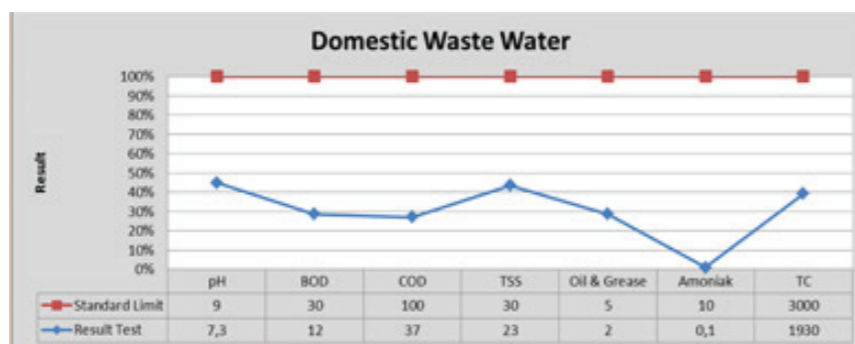 Domestic Waste Water
100%
90%
80%
70%
60%
50%
40%
30%
20%
10%
0%
Result
pH BOD COD TSS Oil & Grease Amoniak TC
Standard Limit 9 30 100 30 5 10 3000
Result Test 7,3 12 37 23 2 0,1 1930